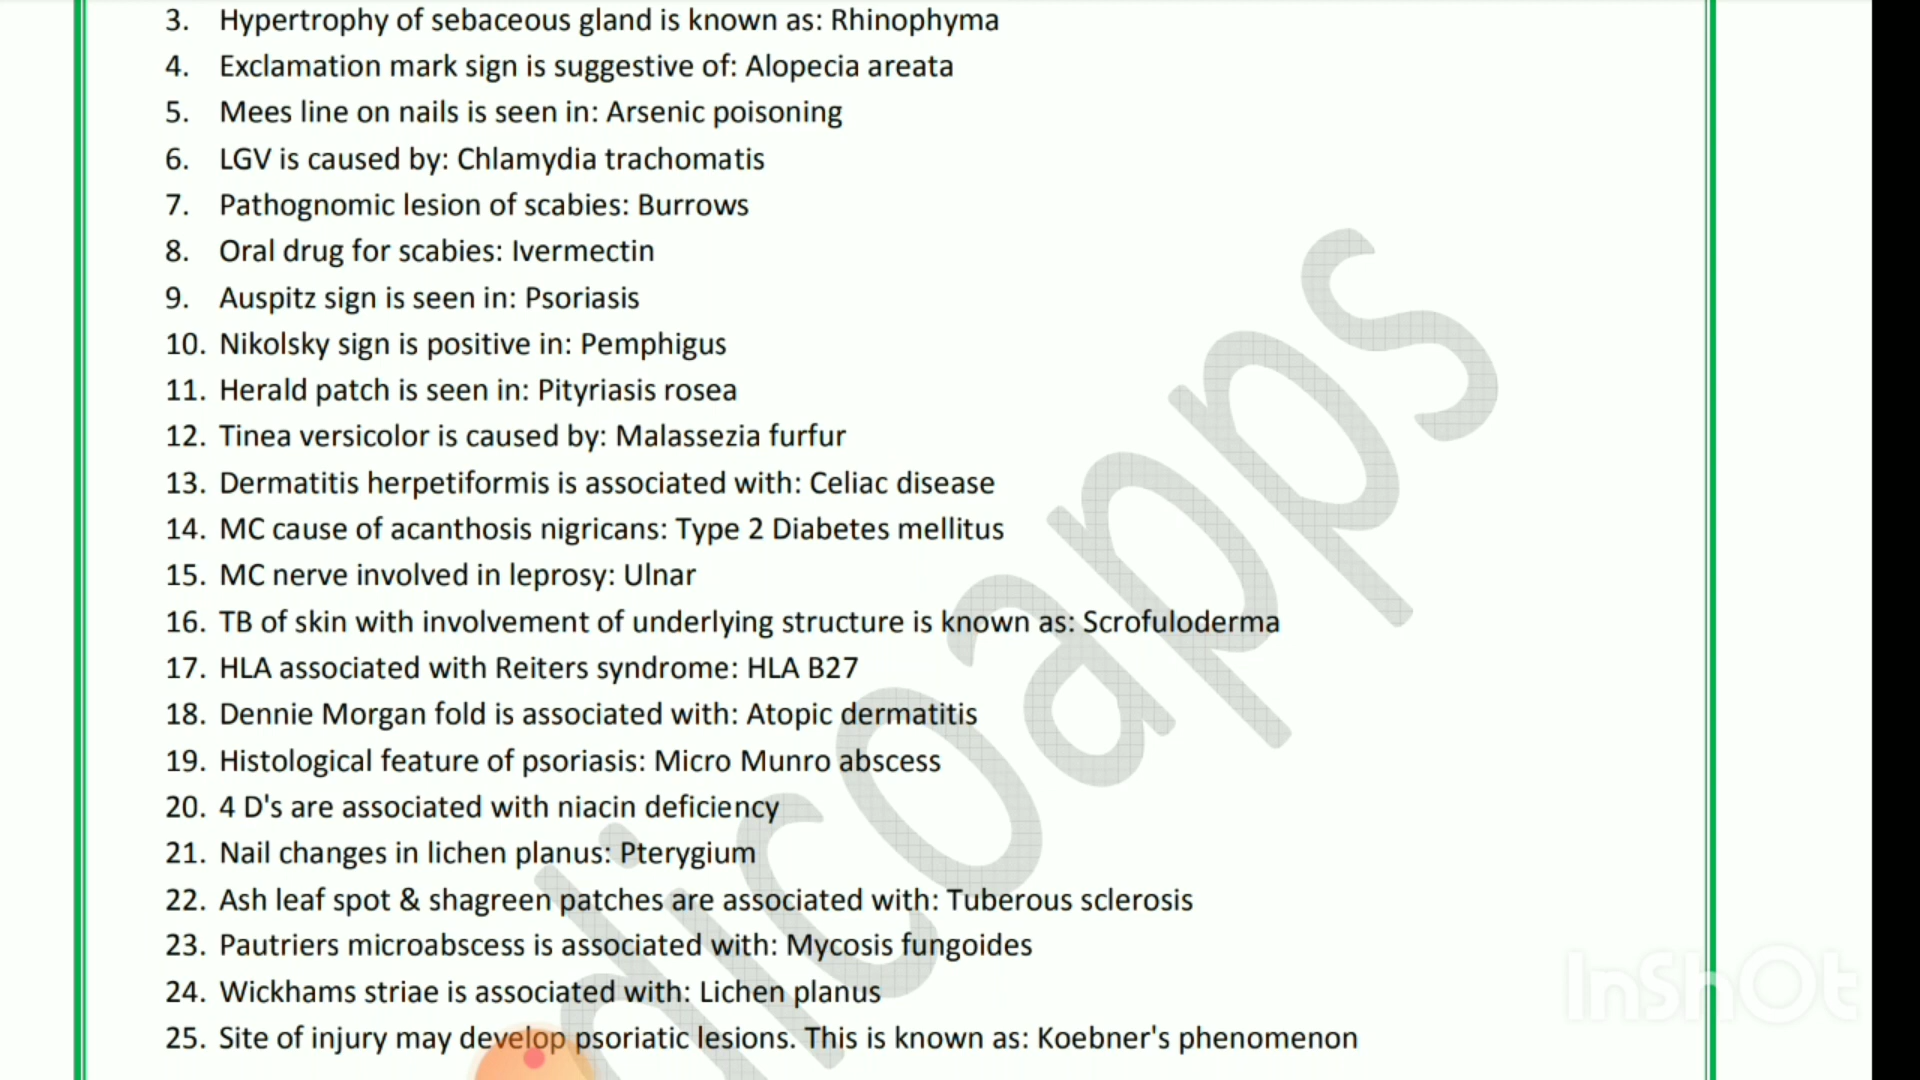 3. Hypertrophy of sebaceous gland is known as: Rhinophyma
4. Exclamation mark sign is suggestive of: Alopecia areata
5. Mees line on nails is seen in: Arsenic poisoning
6. LGV is caused by: Chlamydia trachomatis
7. Pathognomic lesion of scabies: Burrows
8. Oral drug for scabies: Ivermectin
9. Auspitz sign is seen in: Psoriasis
10. Nikolsky sign is positive in: Pemphigus
11. Herald patch is seen in: Pityriasis rosea
12. Tinea versicolor is caused by: Malassezia furfur
13. Dermatitis herpetiformis is associated with: Celiac disease
14. MC cause of acanthosis nigricans: Type 2 Diabetes mellitus
15. MC nerve involved in leprosy: Ulnar
16. TB of skin with involvement of underlying structure is known as: Scrofuloderma
17. HLA associated with Reiters syndrome: HLA B27
18. Dennie Morgan fold is associated with: Atopic dermatitis
19. Histological feature of psoriasis: Micro Munro abscess
20. 4 D's are associated with niacin deficiency
21. Nail changes in lichen planus: Pterygium
22. Ash leaf spot & shagreen patches are associated with: Tuberous sclerosis
23. Pautriers microabscess is associated with: Mycosis fungoides
24. Wickhams striae is associated with: Lichen planus
25. Site of injury may develop psoriatic lesions. This is known as: Koebner's phenomenon
dicoapps
InShOt